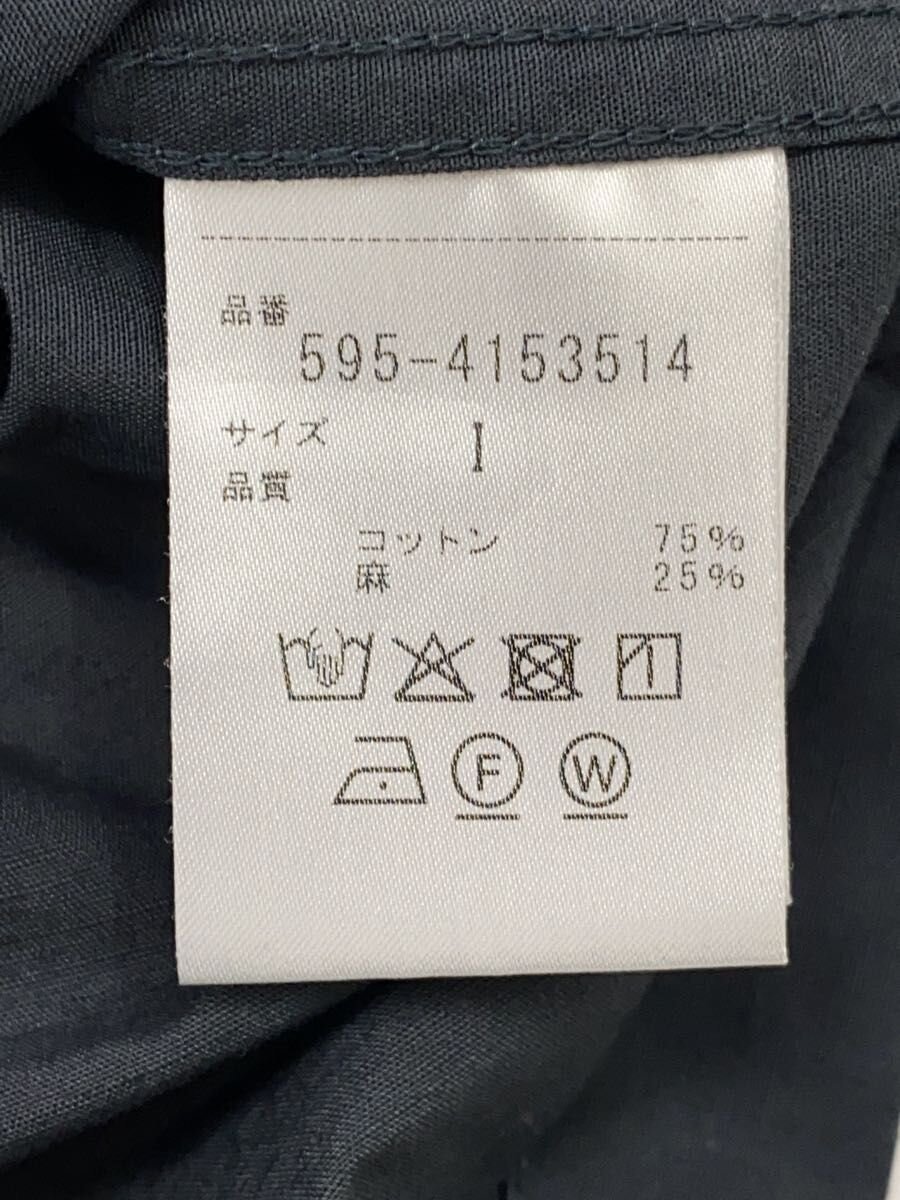 品番
595-4153514
サイズ I
品質
コットン 75%
麻 25%
F W